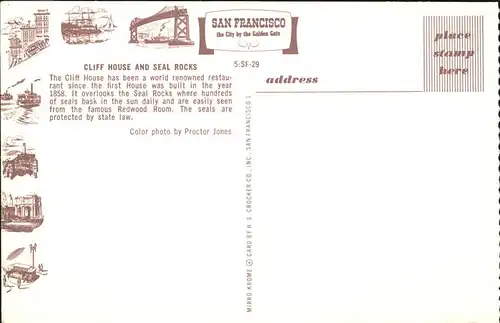 SAN FRANCISCO
the City by the Golden Gate
place
stamp
here
5:SF-29
address
CLIFF HOUSE AND SEAL ROCKS
The Cliff House has been a world renowned restau-
rant since the first House was built in the year
1858. It overlooks the Seal Rocks where hundreds
of seals bask in the sun daily and are easily seen
from the famous Redwood Room. The seals are
protected by state law.
Color photo by Proctor Jones
MIRRO-KROME ® CARD BY H. S. CROCKER CO., INC., SAN FRANCISCO 1